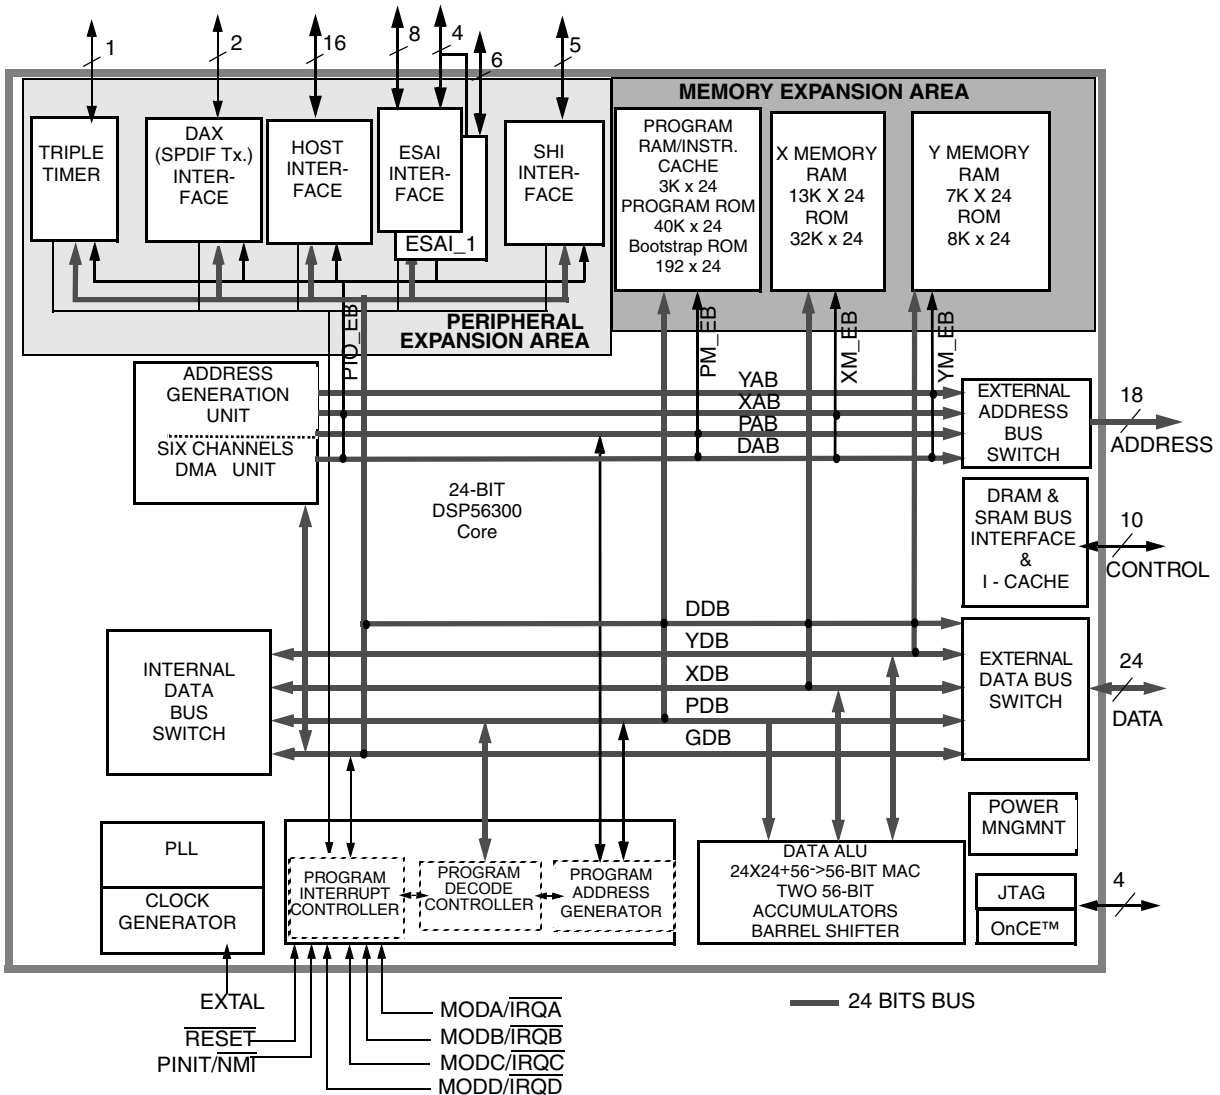 1
2
16
8
4
6
5
MEMORY EXPANSION AREA
TRIPLE
TIMER
DAX
(SPDIF Tx.)
INTER-
FACE
HOST
INTER-
FACE
ESAI
INTER-
FACE
ESAI_1
SHI
INTER-
FACE
PROGRAM
RAM/INSTR.
CACHE
3K x 24
PROGRAM ROM
40K x 24
Bootstrap ROM
192 x 24
X MEMORY
RAM
13K X 24
ROM
32K x 24
Y MEMORY
RAM
7K X 24
ROM
8K x 24
PERIPHERAL
EXPANSION AREA
PIO_EB
PM_EB
XM_EB
YM_EB
ADDRESS
GENERATION
UNIT
SIX CHANNELS
DMA UNIT
YAB
XAB
PAB
DAB
EXTERNAL
ADDRESS
BUS
SWITCH
18
ADDRESS
24-BIT
DSP56300
Core
DRAM &
SRAM BUS
INTERFACE
&
I - CACHE
10
CONTROL
INTERNAL
DATA
BUS
SWITCH
DDB
YDB
XDB
PDB
GDB
EXTERNAL
DATA BUS
SWITCH
24
DATA
PLL
CLOCK
GENERATOR
PROGRAM
INTERRUPT
CONTROLLER
PROGRAM
DECODE
CONTROLLER
PROGRAM
ADDRESS
GENERATOR
DATA ALU
24X24+56->56-BIT MAC
TWO 56-BIT
ACCUMULATORS
BARREL SHIFTER
POWER
MNGMNT
JTAG
OnCE™
4
EXTAL
RESET
PINIT/NMI
MODA/IRQA
MODB/IRQB
MODC/IRQC
MODD/IRQD
24 BITS BUS